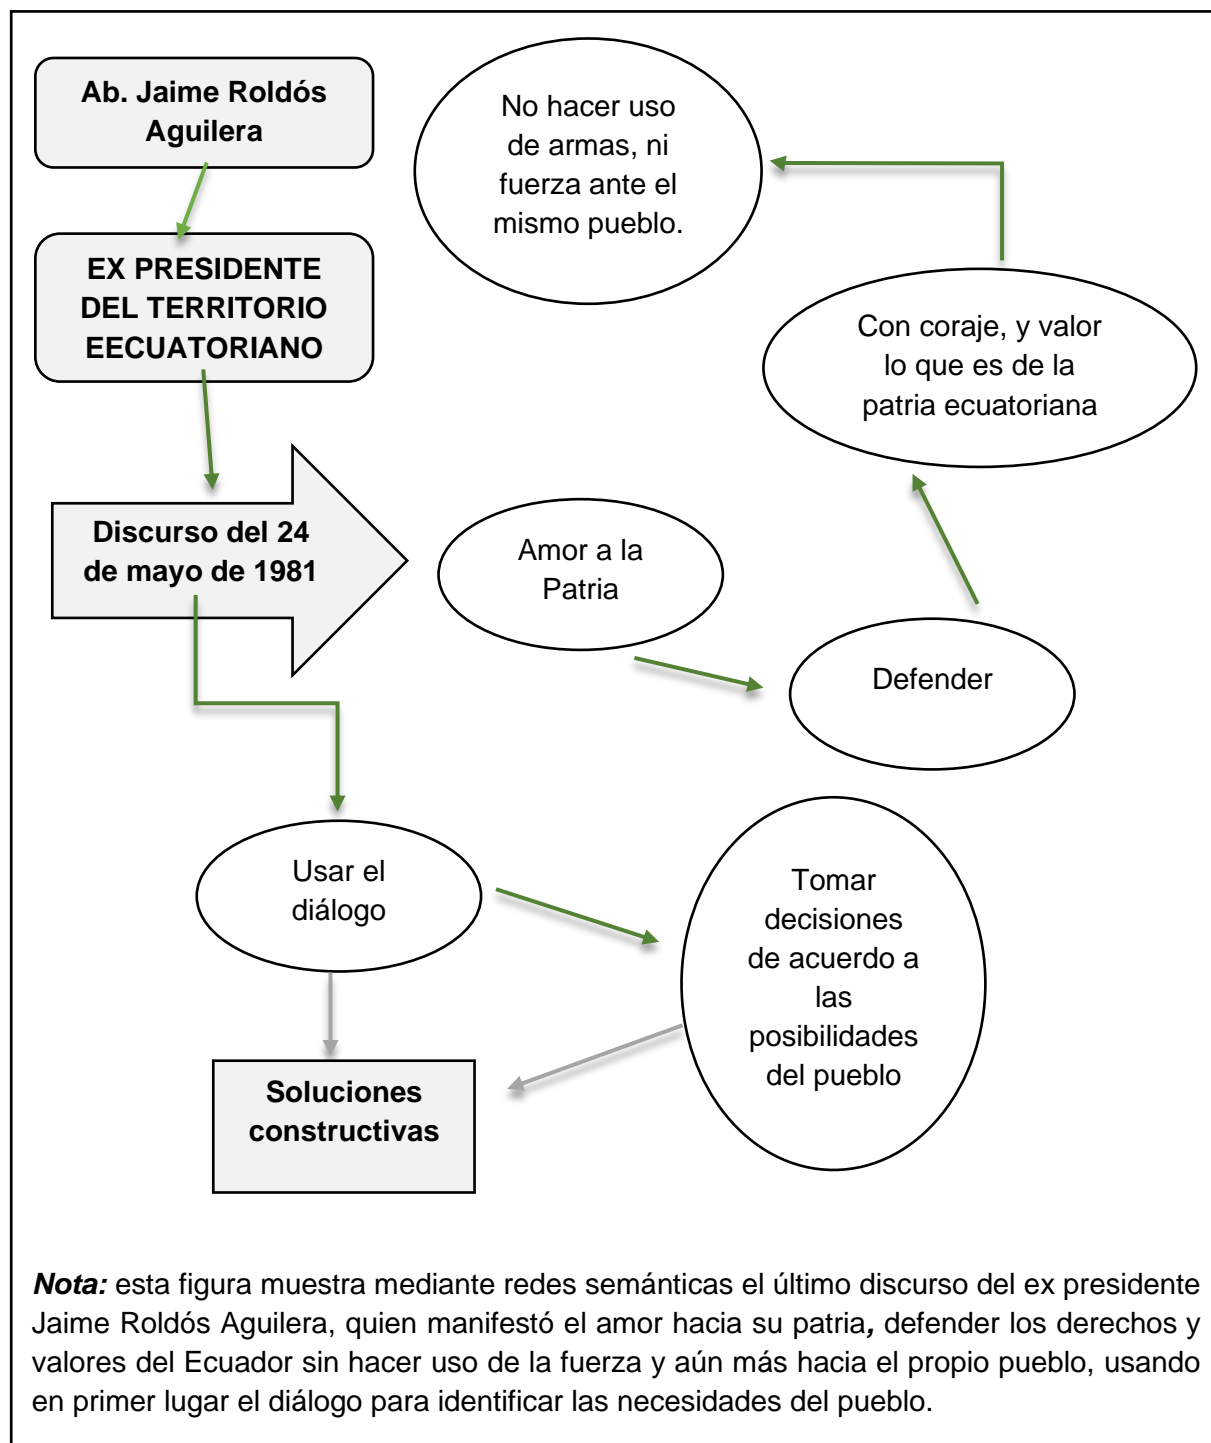 Ab. Jaime Roldós
Aguilera
EX PRESIDENTE
DEL TERRITORIO
EECUATORIANO
Discurso del 24
de mayo de 1981
Amor a la
Patria
Defender
Con coraje, y valor
lo que es de la
patria ecuatoriana
No hacer uso
de armas, ni
fuerza ante el
mismo pueblo.
Usar el
diálogo
Tomar
decisiones
de acuerdo a
las
posibilidades
del pueblo
Soluciones
constructivas
Nota: esta figura muestra mediante redes semánticas el último discurso del ex presidente
Jaime Roldós Aguilera, quien manifestó el amor hacia su patria, defender los derechos y
valores del Ecuador sin hacer uso de la fuerza y aún más hacia el propio pueblo, usando
en primer lugar el diálogo para identificar las necesidades del pueblo.